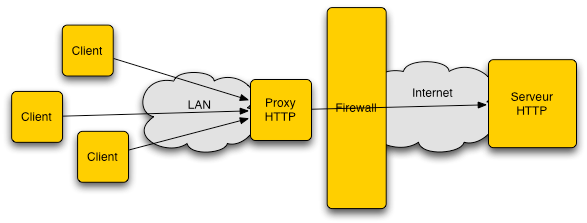 Client
Client
Client
LAN
Proxy
HTTP
Firewall
Internet
Serveur
HTTP